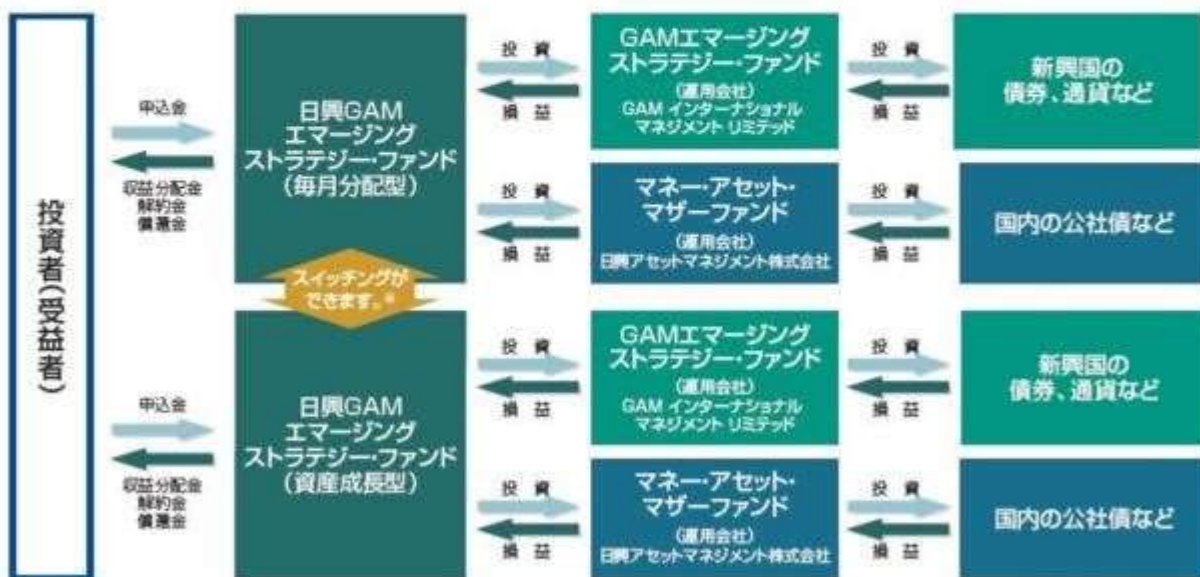 投資者(受益者)
申込金
収益分配金
解約金
償還金
日興GAM
エマージング
ストラテジー・ファンド
(毎月分配型)
投資
損益
GAMエマージング
ストラテジー・ファンド
(運用会社)
GAM インターナショナル
マネジメント リミテッド
投資
損益
新興国の
債券、通貨など
投資
損益
マネー・アセット・
マザーファンド
(運用会社)
日興アセットマネジメント株式会社
投資
損益
国内の公社債など
スイッチングが
できます。*
申込金
収益分配金
解約金
償還金
日興GAM
エマージング
ストラテジー・ファンド
(資産成長型)
投資
損益
GAMエマージング
ストラテジー・ファンド
(運用会社)
GAM インターナショナル
マネジメント リミテッド
投資
損益
新興国の
債券、通貨など
投資
損益
マネー・アセット・
マザーファンド
(運用会社)
日興アセットマネジメント株式会社
投資
損益
国内の公社債など